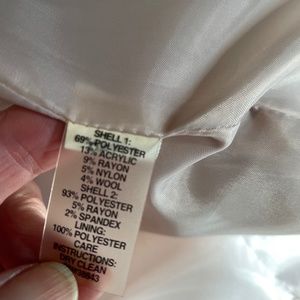 SHELL 1:
69% POLYESTER
13% ACRYLIC
9% RAYON
5% NYLON
4% WOOL
SHELL 2:
93% POLYESTER
5% RAYON
2% SPANDEX
LINING:
100% POLYESTER
CARE
INSTRUCTIONS:
DRY CLEAN